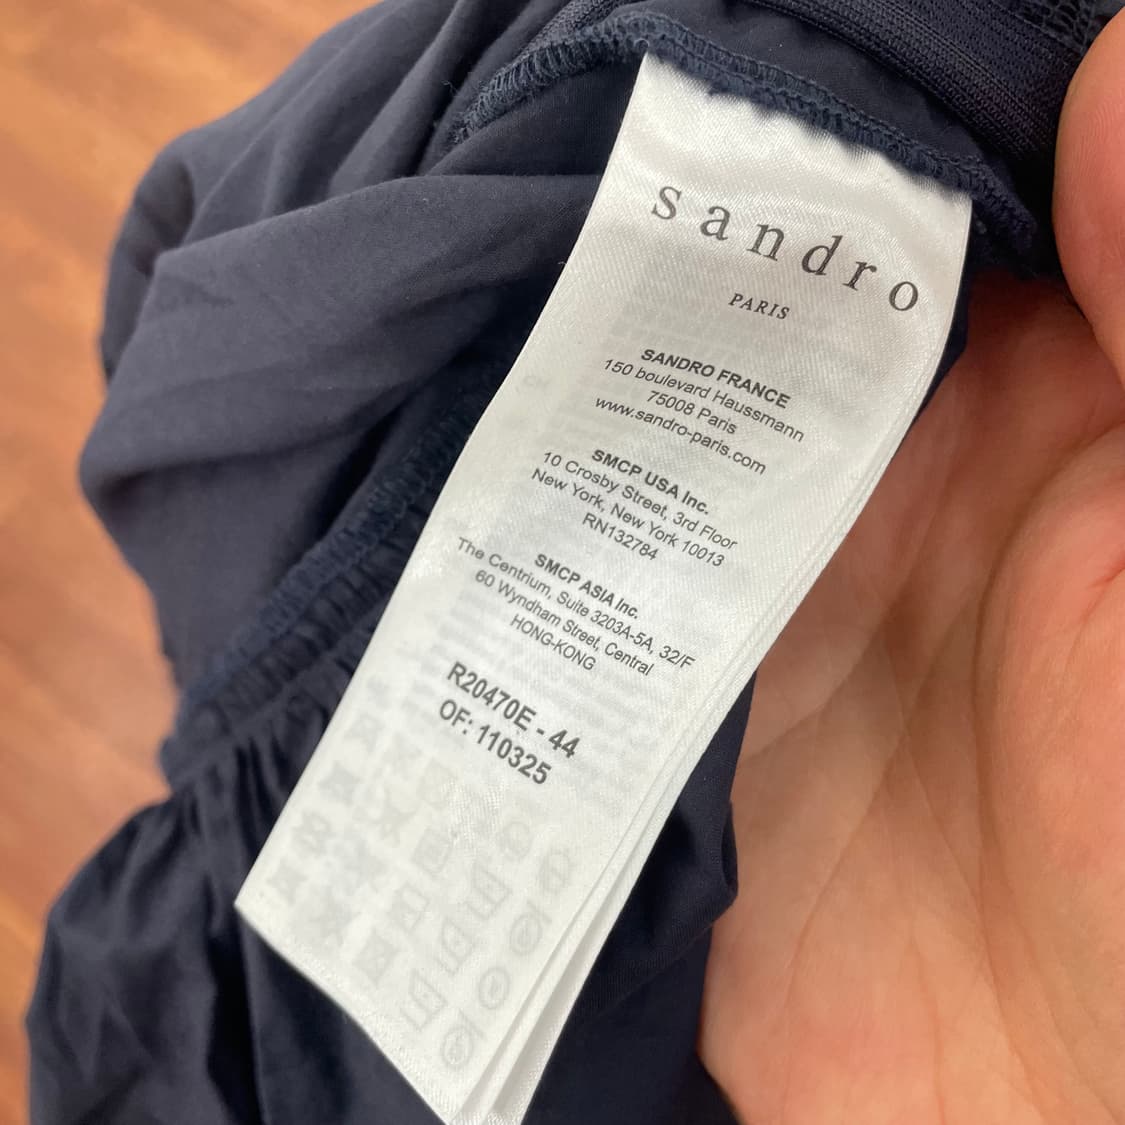 sandro
PARIS
SANDRO FRANCE
150 boulevard Haussmann
75008 Paris
www.sandro-paris.com
SMCP USA Inc.
10 Crosby Street, 3rd Floor
New York, New York 10013
RN132784
SMCP ASIA Inc.
The Centrium, Suite 3203A-5A, 32/F
60 Wyndham Street, Central
HONG-KONG
R20470E - 44
OF: 110325